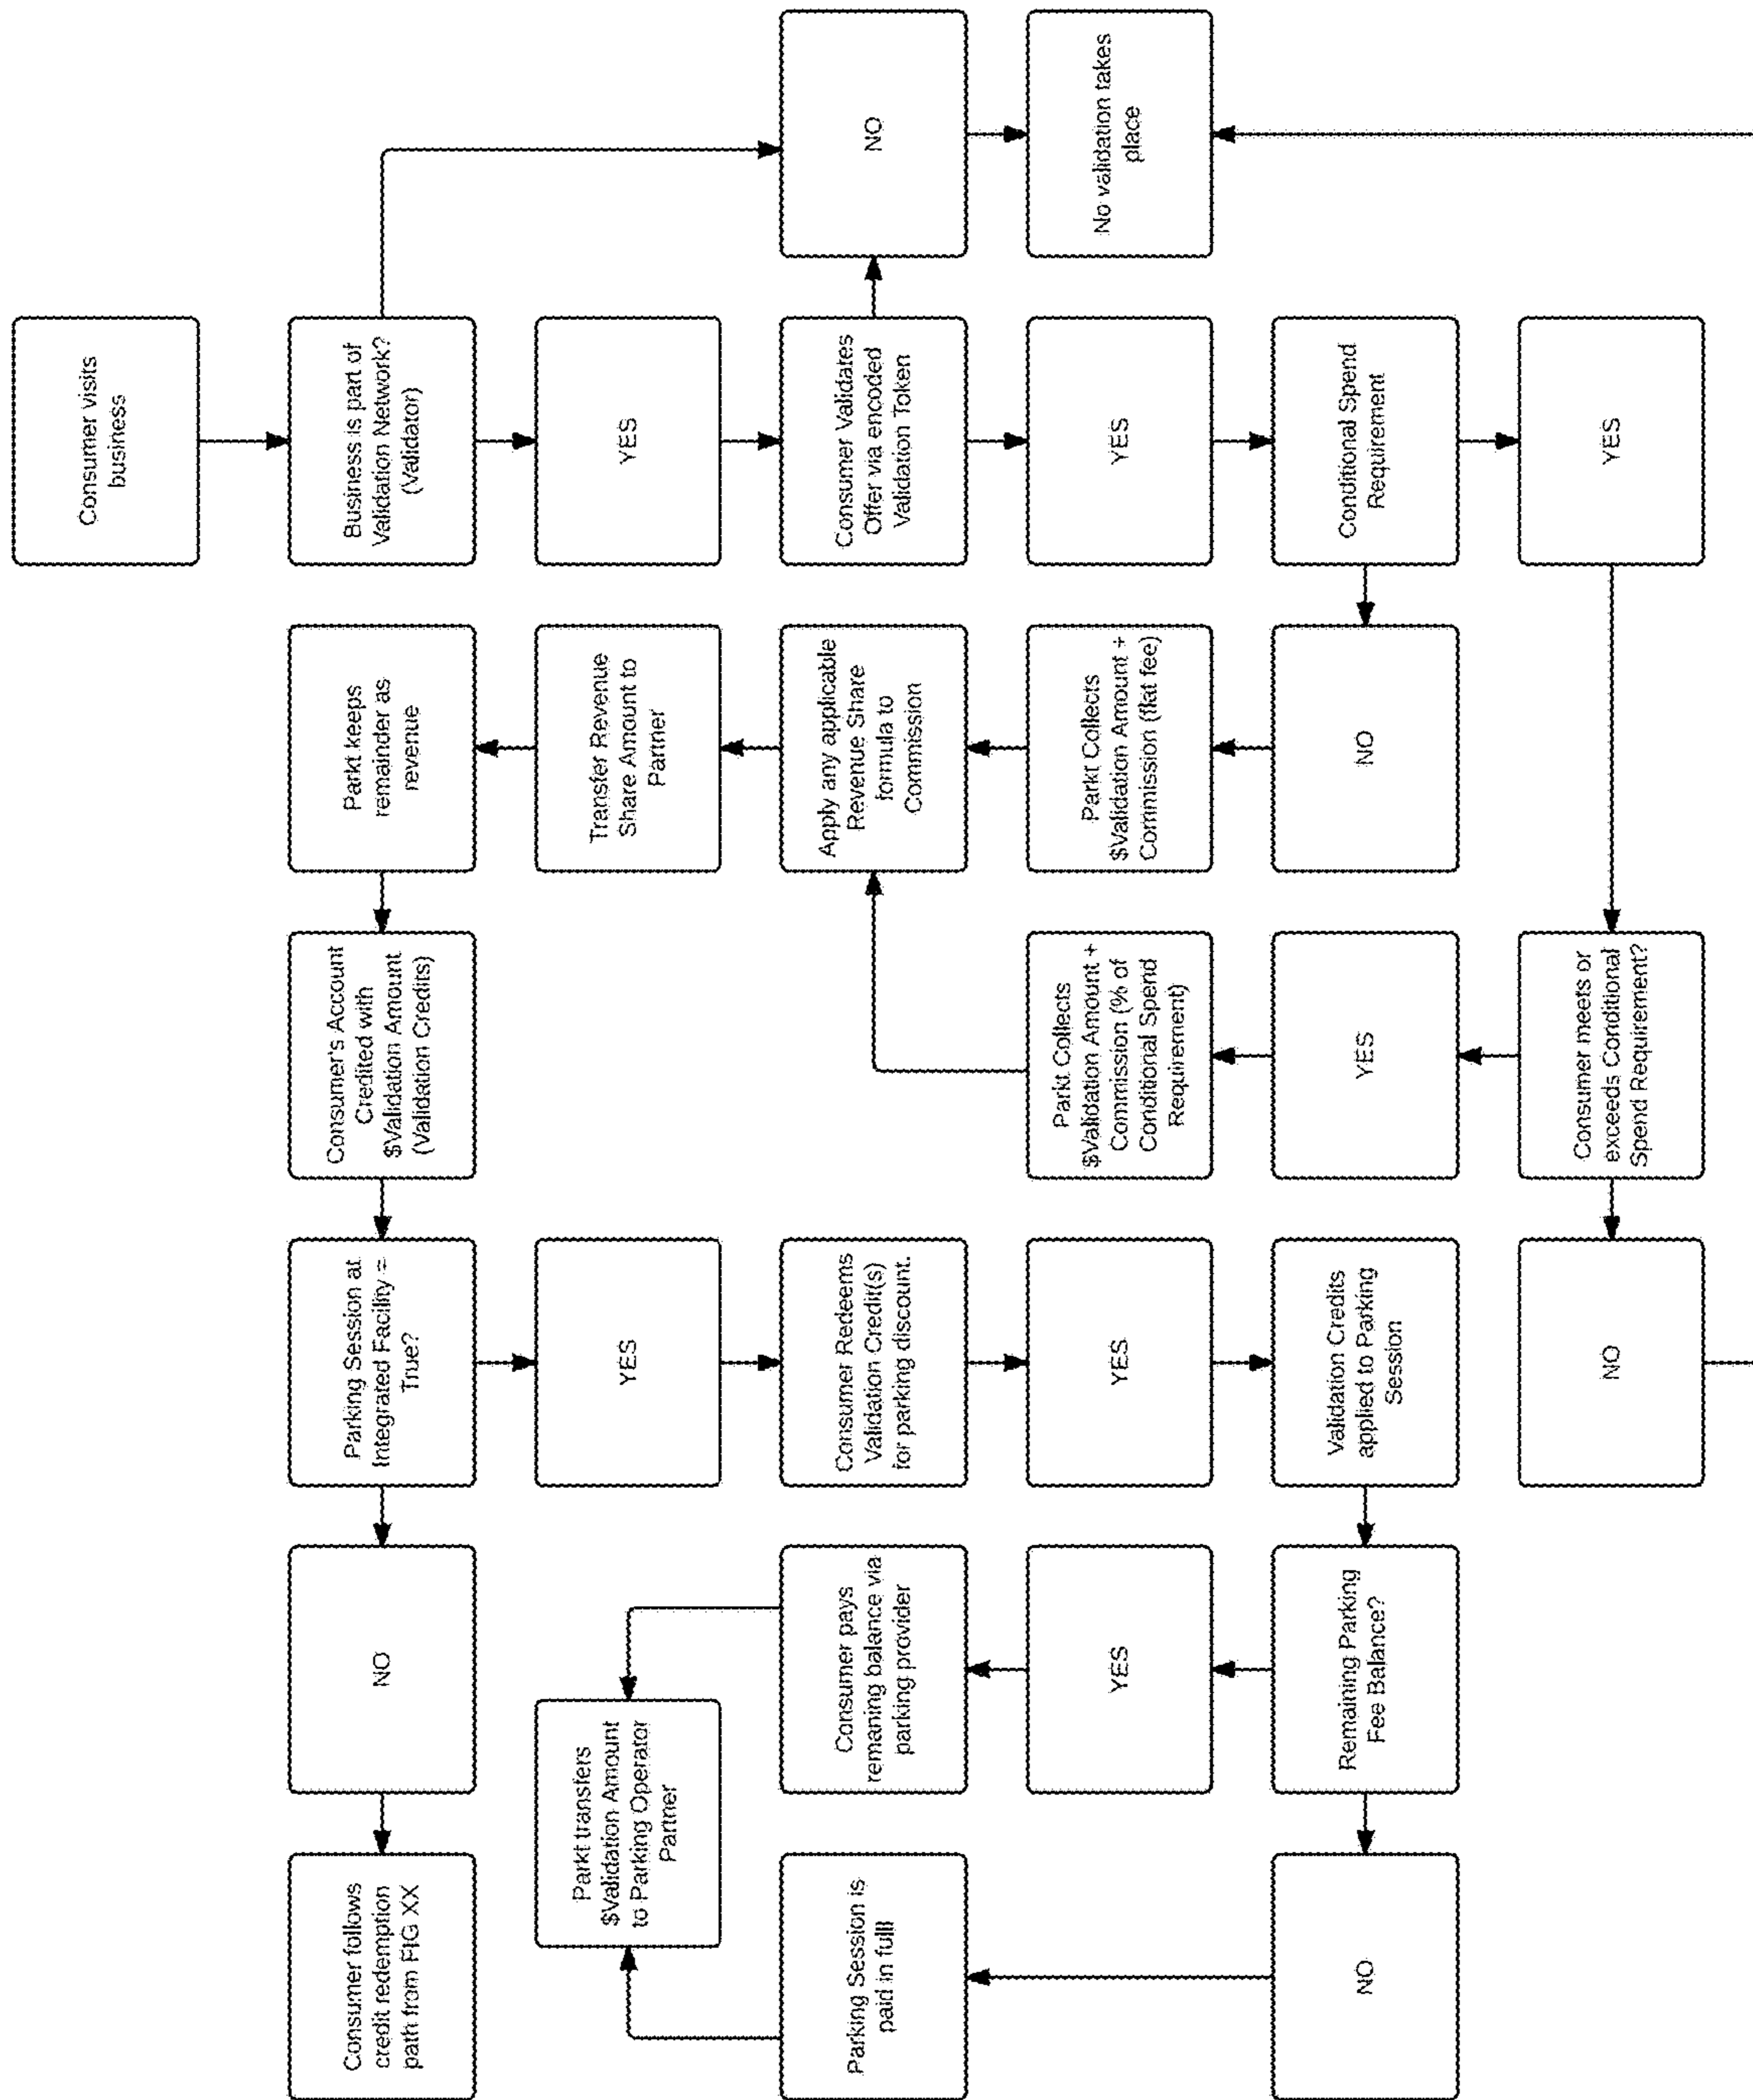 Consumer visits
business
Consumer follows
credit redemption
path from FIG XX
NO
Parking Session at
Integrated Facility =
True?
Consumer's Account
Credited with
$Validation Amount
(Validation Credits)
Parkt keeps
remainder as
revenue
Business is part of
Validation Network?
(Validator)
Parkt transfers
$Validation Amount
to Parking Operator
Partner
YES
Transfer Revenue
Share Amount to
Partner
YES
Parking Session is
paid in full!
Consumer pays
remaning balance via
parking provider
Consumer Redeems
Validation Credit(s)
for parking discount.
Apply any applicable
Revenue Share
formula to
Commission
Consumer Validates
Offer via encoded
Validation Token
NO
YES
YES
Parkt Collects
$Validation Amount +
Commission (% of
Conditional Spend
Requirement)
Parkt Collects
$Validation Amount +
Commission (flat fee)
YES
No validation takes
place
NO
Remaining Parking
Fee Balance?
Validation Credits
applied to Parking
Session
YES
NO
Conditional Spend
Requirement
NO
Consumer meets or
exceeds Conditional
Spend Requirement?
YES